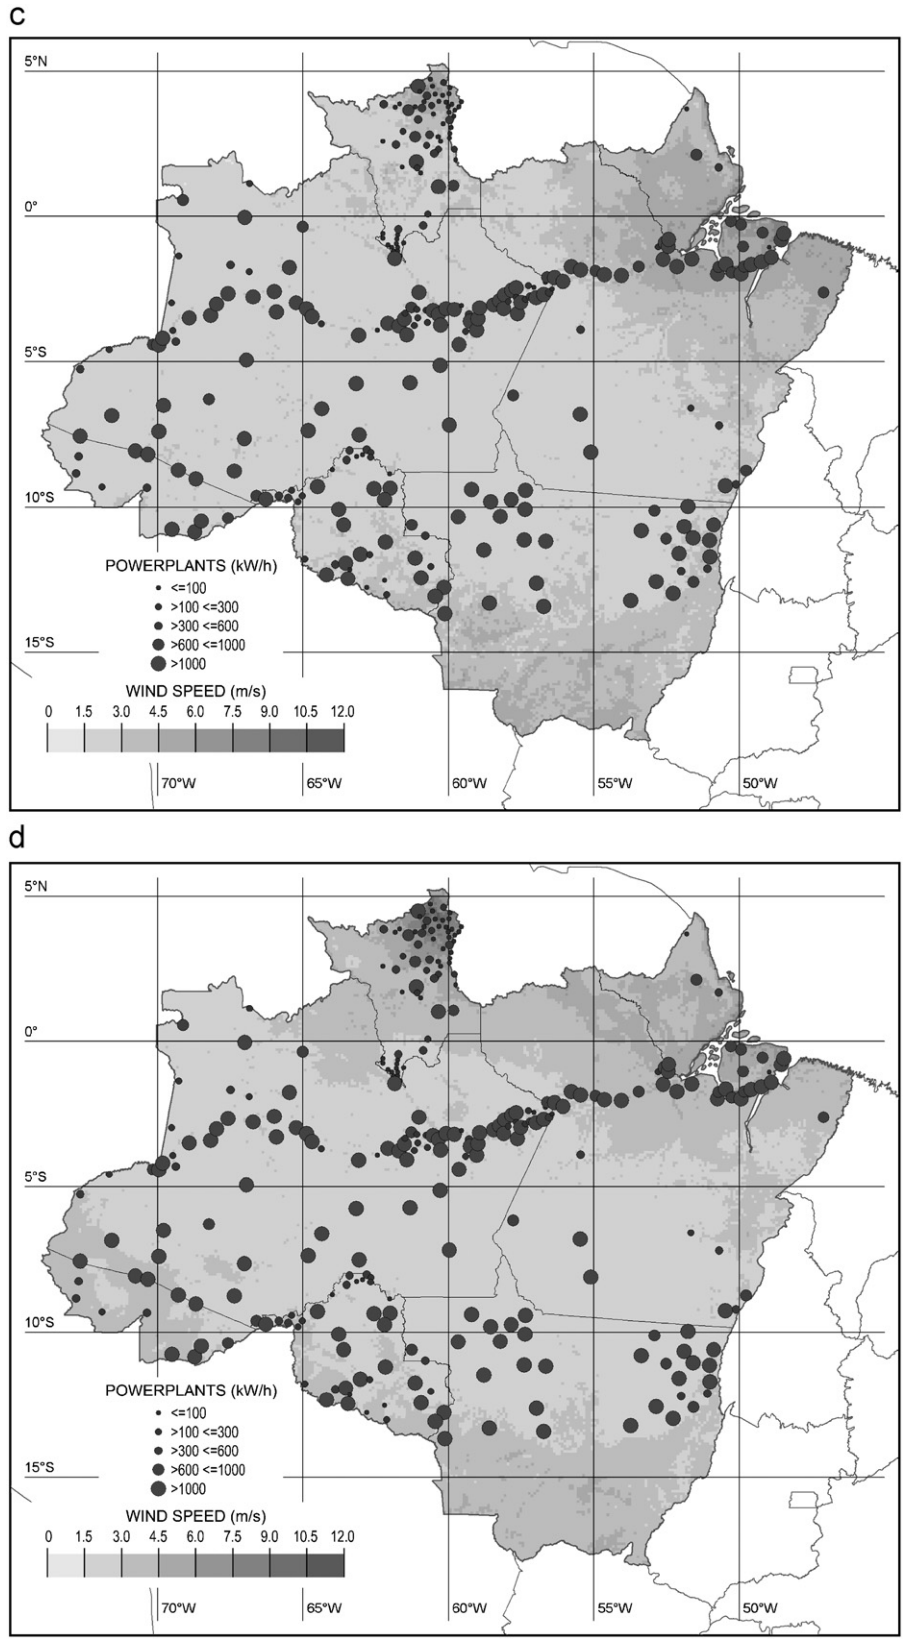 c
5°N
0°
5°S
10°S
POWERPLANTS (kW/h)
<=100
>100 <=300
>300 <=600
>600 <=1000
>1000
15°S
WIND SPEED (m/s)
0 1.5 3.0 4.5 6.0 7.5 9.0 10.5 12.0
70°W 65°W 60°W 55°W 50°W
d
5°N
0°
5°S
10°S
POWERPLANTS (kW/h)
<=100
>100 <=300
>300 <=600
>600 <=1000
>1000
15°S
WIND SPEED (m/s)
0 1.5 3.0 4.5 6.0 7.5 9.0 10.5 12.0
70°W 65°W 60°W 55°W 50°W